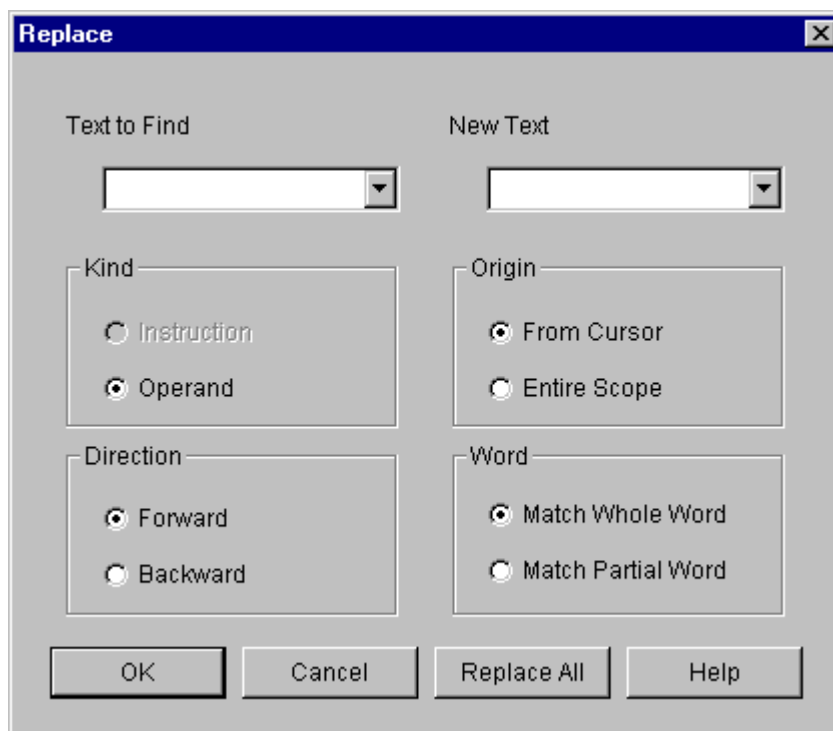 Replace
Text to Find
New Text
Kind
Instruction
Operand
Origin
From Cursor
Entire Scope
Direction
Forward
Backward
Word
Match Whole Word
Match Partial Word
OK
Cancel
Replace All
Help